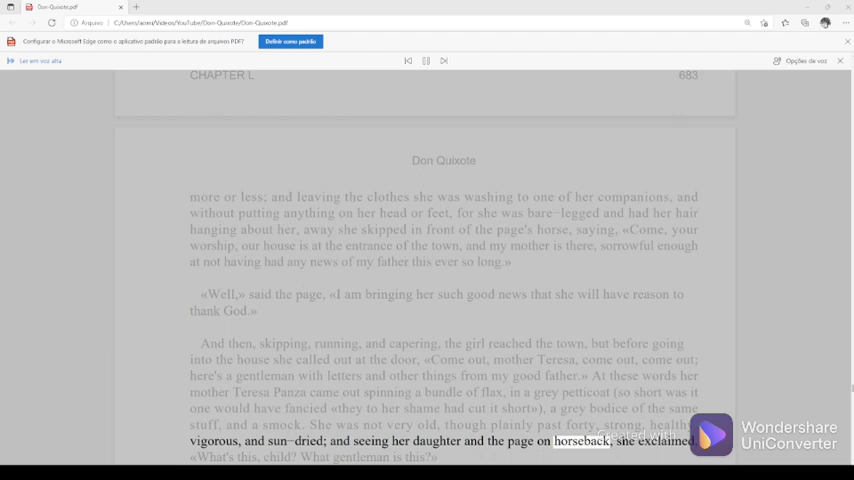 Don-Quixote.pdf
Arquivo
C:/Users/acrini/Videos/YouTube/Don-Quixote/Don-Quixote.pdf
Configurar o Microsoft Edge como o aplicativo padrão para a leitura de arquivos PDF?
Definir como padrão
Ler em voz alta
Opções de voz
CHAPTER L 683
Don Quixote
more or less; and leaving the clothes she was washing to one of her companions, and
without putting anything on her head or feet, for she was bare−legged and had her hair
hanging about her, away she skipped in front of the page's horse, saying, «Come, your
worship, our house is at the entrance of the town, and my mother is there, sorrowful enough
at not having had any news of my father this ever so long.»
«Well,» said the page, «I am bringing her such good news that she will have reason to
thank God.»
And then, skipping, running, and capering, the girl reached the town, but before going
into the house she called out at the door, «Come out, mother Teresa, come out, come out;
here's a gentleman with letters and other things from my good father.» At these words her
mother Teresa Panza came out spinning a bundle of flax, in a grey petticoat (so short was it
one would have fancied «they to her shame had cut it short»), a grey bodice of the same
stuff, and a smock. She was not very old, though plainly past forty, strong, healthy,
vigorous, and sun−dried; and seeing her daughter and the page on horseback, she exclaimed.
«What's this, child? What gentleman is this?»
Created with
Wondershare
UniConverter